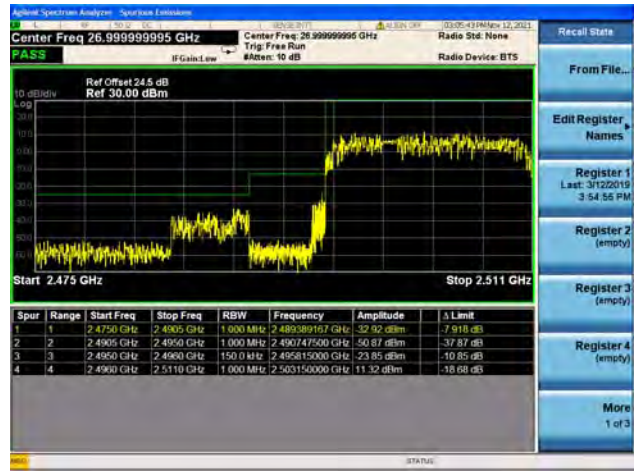 Agilent Spectrum Analyzer Spurious Emissions
RF 50 Ω DC SENSE:INT ALIGN OFF 03:05:43 PM Nov 12, 2021
Center Freq 26.999999995 GHz
Center Freq: 26.999999995 GHz
Radio Std: None
Trig: Free Run
PASS
IFGain:Low
#Atten: 10 dB
Radio Device: BTS
Ref Offset 24.5 dB
10 dB/div Ref 30.00 dBm
Log
Start 2.475 GHz
Stop 2.511 GHz
Spur Range Start Freq Stop Freq RBW Frequency Amplitude Δ Limit
1 1 2.4750 GHz 2.4905 GHz 1.000 MHz 2.489389167 GHz -32.92 dBm -7.918 dB
2 2 2.4905 GHz 2.4950 GHz 1.000 MHz 2.490747500 GHz -50.87 dBm -37.87 dB
3 3 2.4950 GHz 2.4960 GHz 150.0 kHz 2.495815000 GHz -23.85 dBm -10.85 dB
4 4 2.4960 GHz 2.5110 GHz 1.000 MHz 2.503150000 GHz 11.32 dBm -18.68 dB
MSG
STATUS
Recall State
From File...
Edit Register
Names
Register 1
Last: 3/12/2019
3:54:55 PM
Register 2
(empty)
Register 3
(empty)
Register 4
(empty)
More
1 of 3